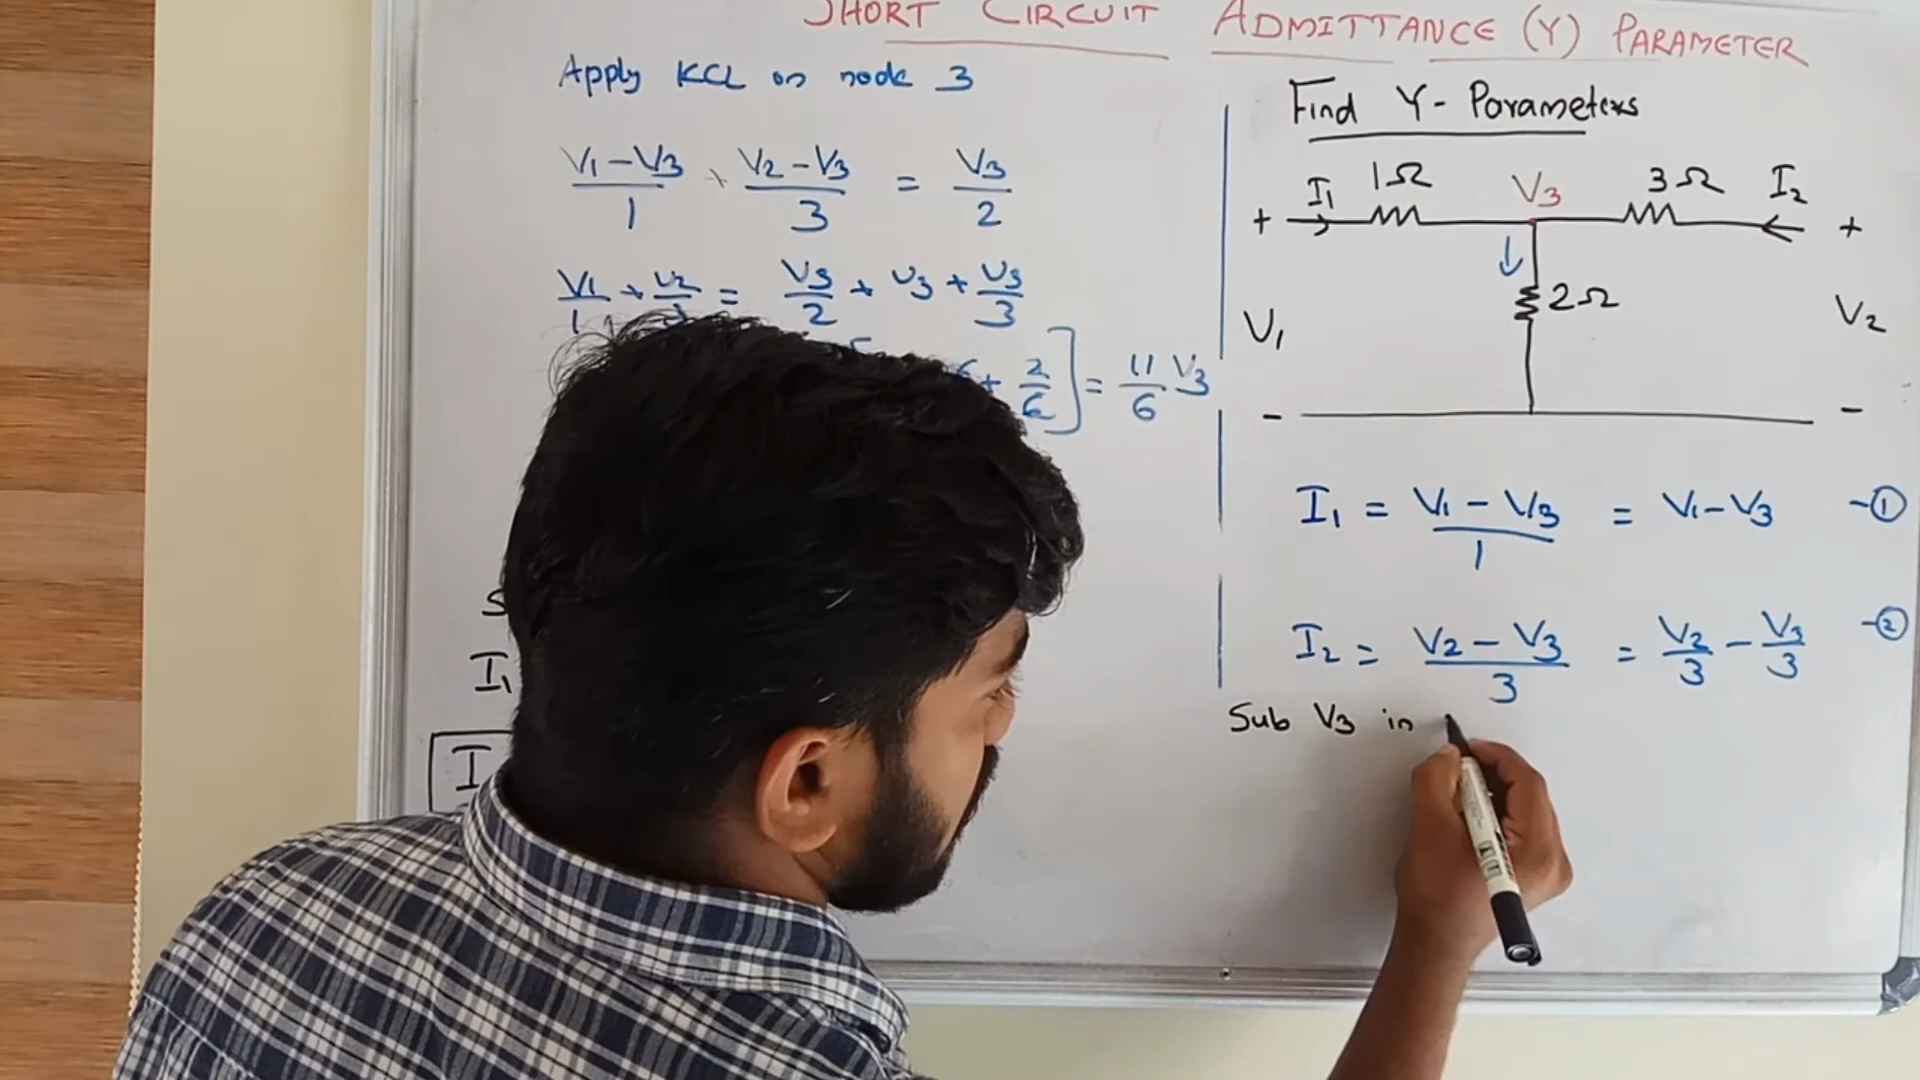 SHORT CIRCUIT ADMITTANCE (Y) PARAMETER
Apply KCL on node 3
V1 - V3 / 1 + V2 - V3 / 3 = V3 / 2
V1 / 1 + V2 / 3 = V3 / 2 + V3 + V3 / 3
+ 2/6 ] = 11/6 V3
S
I1
I
Find Y-Parameters
I1 1Ω V3 3Ω I2
+ +
2Ω
V1 V2
- -
I1 = V1 - V3 / 1 = V1 - V3 -①
I2 = V2 - V3 / 3 = V2/3 - V3/3 -②
Sub V3 in